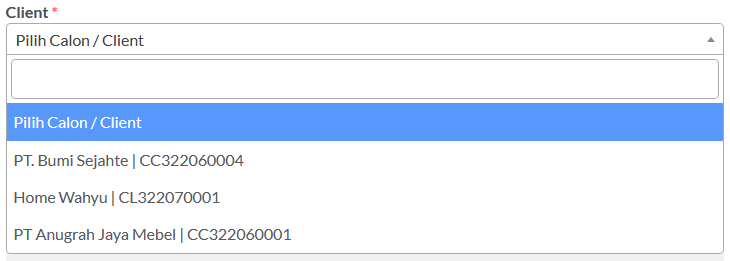 Client *
Pilih Calon / Client
Pilih Calon / Client
PT. Bumi Sejahte | CC322060004
Home Wahyu | CL322070001
PT Anugrah Jaya Mebel | CC322060001